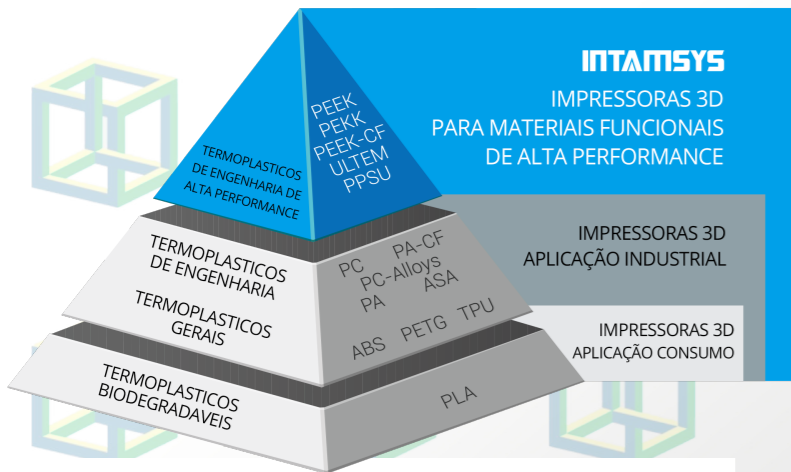 INTAMSYS
IMPRESSORAS 3D
PARA MATERIAIS FUNCIONAIS
DE ALTA PERFORMANCE
TERMOPLASTICOS
DE ENGENHARIA DE
ALTA PERFORMANCE
PEEK
PEKK
PEEK-CF
ULTEM
PPSU
IMPRESSORAS 3D
APLICAÇÃO INDUSTRIAL
TERMOPLASTICOS
DE ENGENHARIA
TERMOPLASTICOS
GERAIS
PC PA-CF
PC-Alloys
PA ASA
ABS PETG TPU
IMPRESSORAS 3D
APLICAÇÃO CONSUMO
TERMOPLASTICOS
BIODEGRADAVEIS
PLA